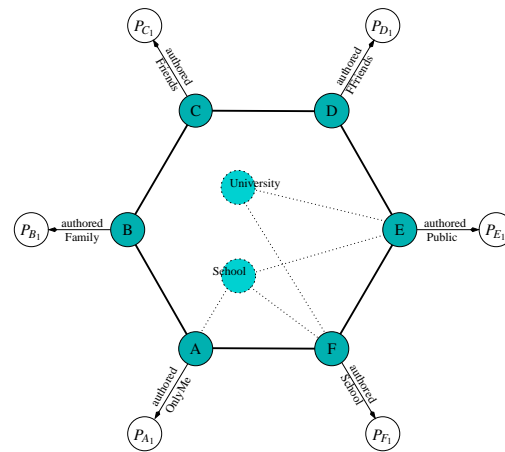 P_{C_1}
P_{D_1}
authored
Friends
authored
FfFriends
C
D
University
P_{B_1}
authored
Family
B
E
authored
Public
P_{E_1}
School
A
F
authored
OnlyMe
authored
School
P_{A_1}
P_{F_1}